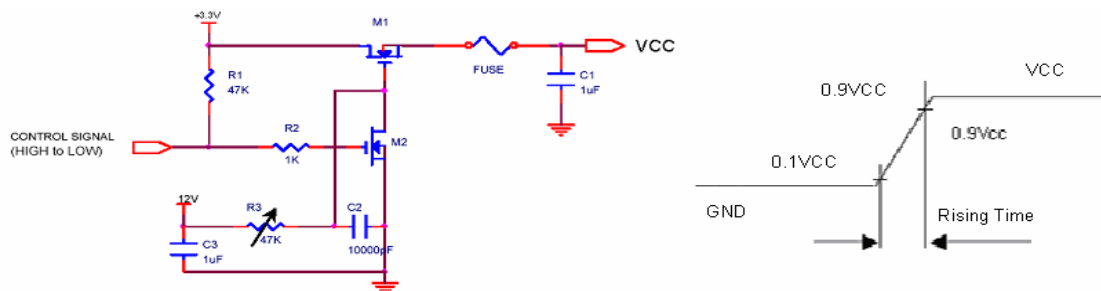 +3.3V
M1
VCC
FUSE
R1
47K
C1
1uF
CONTROL SIGNAL
(HIGH to LOW)
R2
1K
M2
12V
R3
47K
C2
10000pF
C3
1uF
VCC
0.9VCC
0.9Vcc
0.1VCC
GND
Rising Time